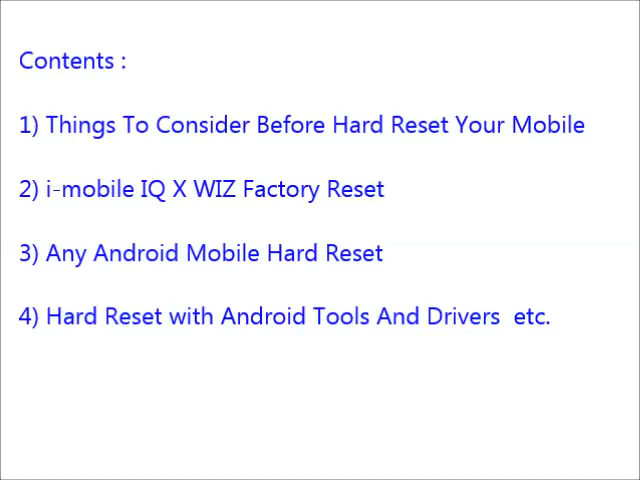 Contents :
1) Things To Consider Before Hard Reset Your Mobile
2) i-mobile IQ X WIZ Factory Reset
3) Any Android Mobile Hard Reset
4) Hard Reset with Android Tools And Drivers  etc.